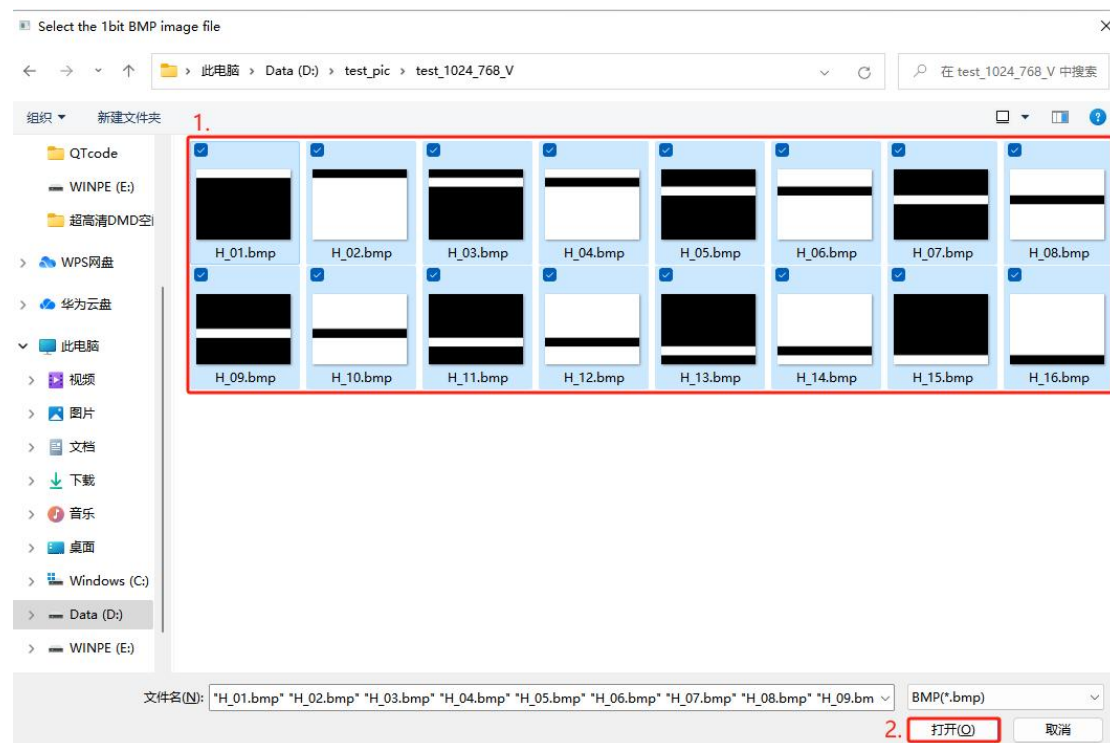 Select the 1bit BMP image file
此电脑 > Data (D:) > test_pic > test_1024_768_V
在 test_1024_768_V 中搜索
组织
新建文件夹
1.
QTcode
WINPE (E:)
超高清DMD空
WPS网盘
华为云盘
此电脑
视频
图片
文档
下载
音乐
桌面
Windows (C:)
Data (D:)
WINPE (E:)
H_01.bmp H_02.bmp H_03.bmp H_04.bmp H_05.bmp H_06.bmp H_07.bmp H_08.bmp
H_09.bmp H_10.bmp H_11.bmp H_12.bmp H_13.bmp H_14.bmp H_15.bmp H_16.bmp
文件名(N): "H_01.bmp" "H_02.bmp" "H_03.bmp" "H_04.bmp" "H_05.bmp" "H_06.bmp" "H_07.bmp" "H_08.bmp" "H_09.bm
BMP(*.bmp)
2.
打开(O)
取消